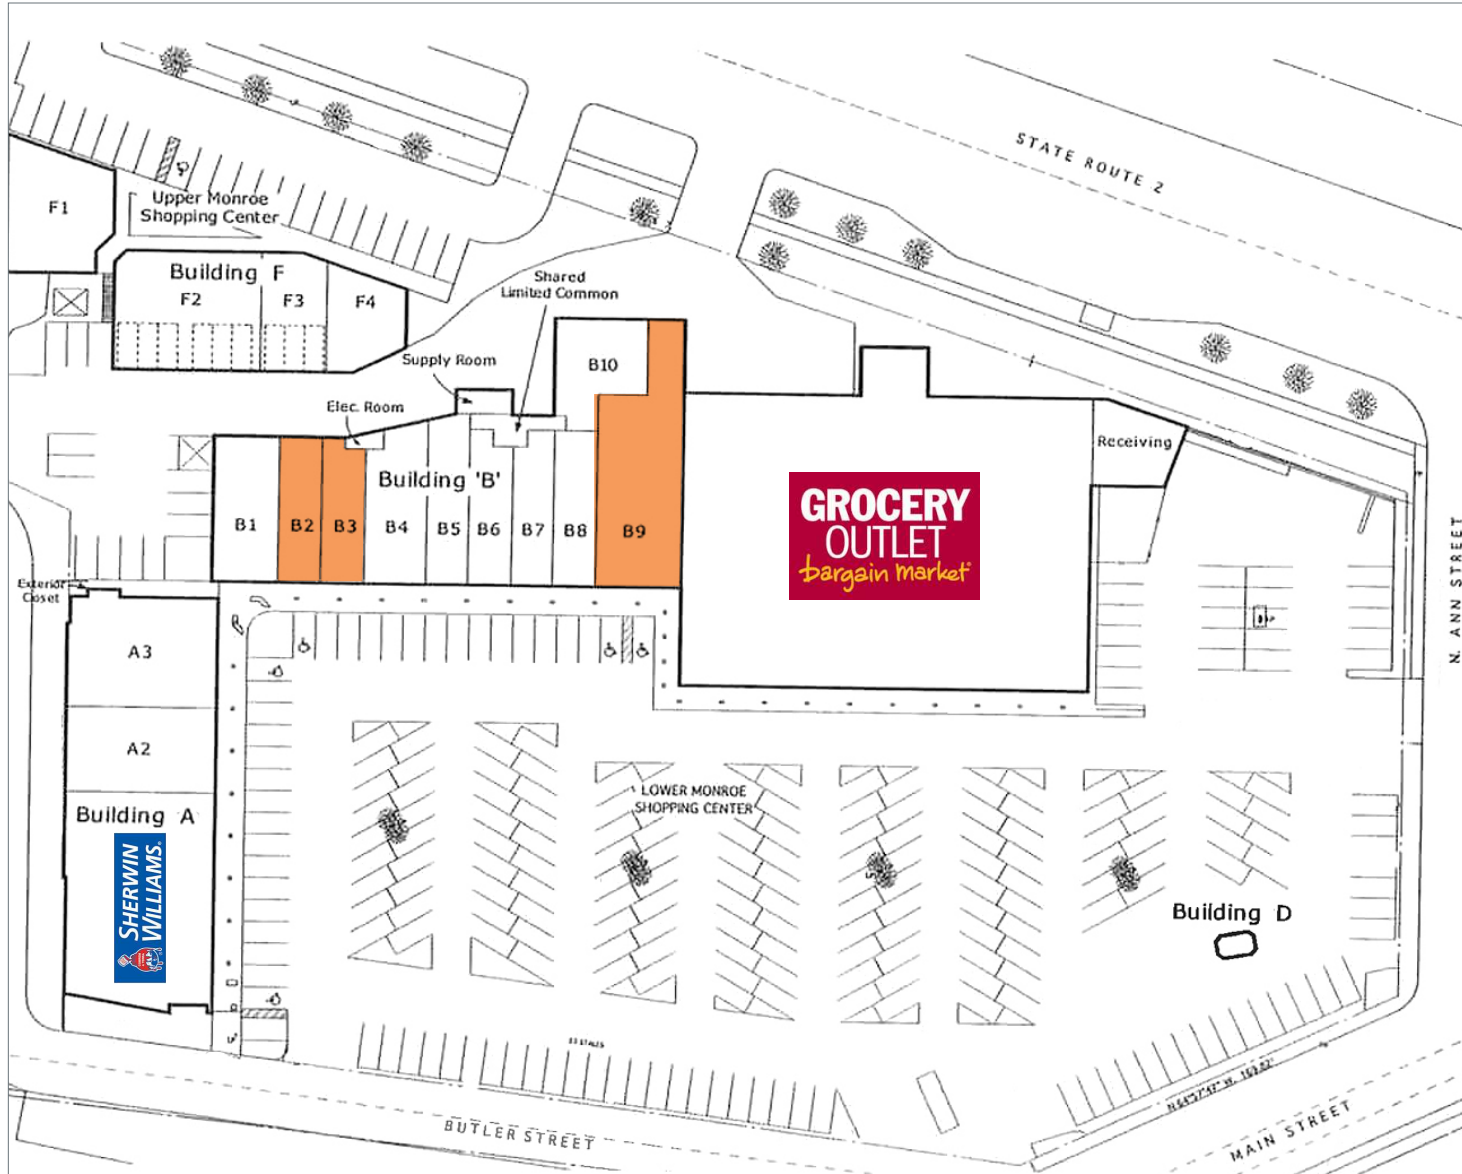 STATE ROUTE 2
F1
Upper Monroe
Shopping Center
Building F
F2
F3
F4
Shared
Limited Common
Supply Room
B10
Elec. Room
Receiving
Building 'B'
B1
B2
B3
B4
B5
B6
B7
B8
B9
GROCERY
OUTLET
bargain market
N. ANN STREET
Exterior
Closet
A3
A2
Building A
SHERWIN
WILLIAMS.
LOWER MONROE
SHOPPING CENTER
Building D
BUTLER STREET
MAIN STREET